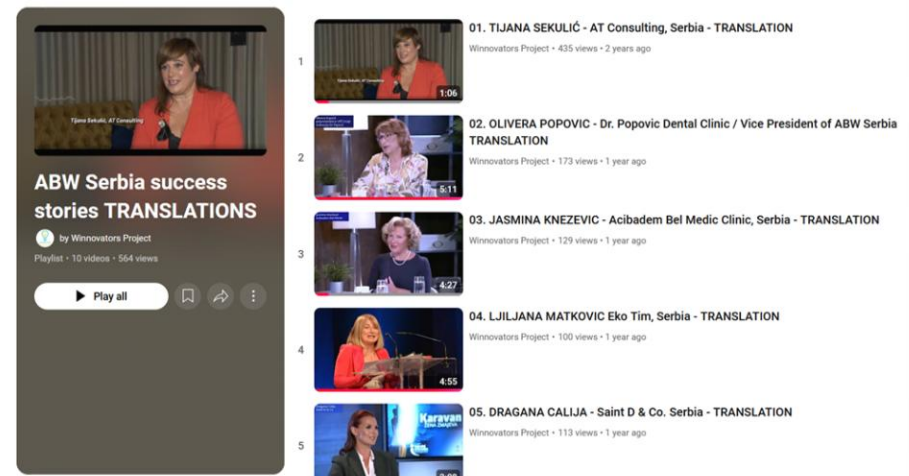 Tijana Sekulić, AT Consulting
ABW Serbia success
stories TRANSLATIONS
by Winnovators Project
Playlist • 10 videos • 564 views
Play all
1
1:06
01. TIJANA SEKULIĆ - AT Consulting, Serbia - TRANSLATION
Winnovators Project • 435 views • 2 years ago
2
5:11
02. OLIVERA POPOVIC - Dr. Popovic Dental Clinic / Vice President of ABW Serbia
TRANSLATION
Winnovators Project • 173 views • 1 year ago
3
4:27
03. JASMINA KNEZEVIC - Acibadem Bel Medic Clinic, Serbia - TRANSLATION
Winnovators Project • 129 views • 1 year ago
4
4:55
04. LJILJANA MATKOVIC Eko Tim, Serbia - TRANSLATION
Winnovators Project • 100 views • 1 year ago
5
Karavan
05. DRAGANA CALIJA - Saint D & Co. Serbia - TRANSLATION
Winnovators Project • 113 views • 1 year ago